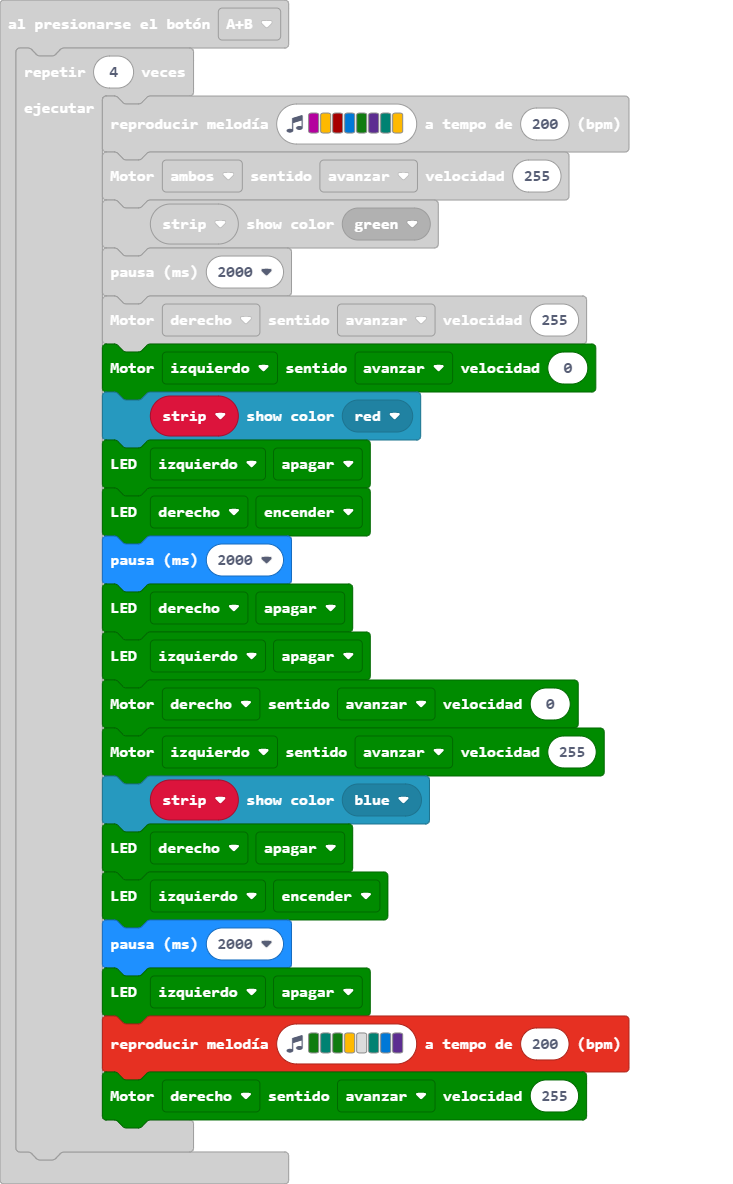 al presionarse el botón A+B
repetir 4 veces
ejecutar
reproducir melodía a tempo de 200 (bpm)
Motor ambos sentido avanzar velocidad 255
strip show color green
pausa (ms) 2000
Motor derecho sentido avanzar velocidad 255
Motor izquierdo sentido avanzar velocidad 0
strip show color red
LED izquierdo apagar
LED derecho encender
pausa (ms) 2000
LED derecho apagar
LED izquierdo apagar
Motor derecho sentido avanzar velocidad 0
Motor izquierdo sentido avanzar velocidad 255
strip show color blue
LED derecho apagar
LED izquierdo encender
pausa (ms) 2000
LED izquierdo apagar
reproducir melodía a tempo de 200 (bpm)
Motor derecho sentido avanzar velocidad 255